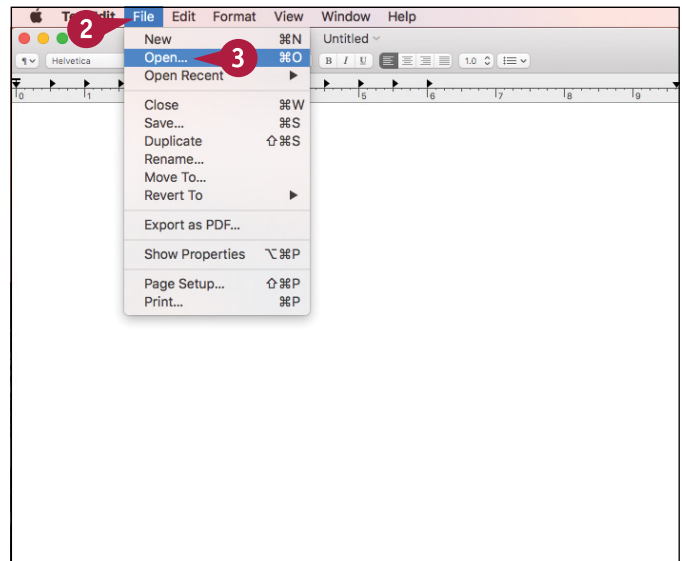 File Edit Format View Window Help
2
Untitled
Helvetica
B I U
1.0
0 1 5 6 7 8 9
New ⌘N
Open... ⌘O
3
Open Recent ▶
Close ⌘W
Save... ⌘S
Duplicate ⇧⌘S
Rename...
Move To...
Revert To ▶
Export as PDF...
Show Properties ⌥⌘P
Page Setup... ⇧⌘P
Print... ⌘P